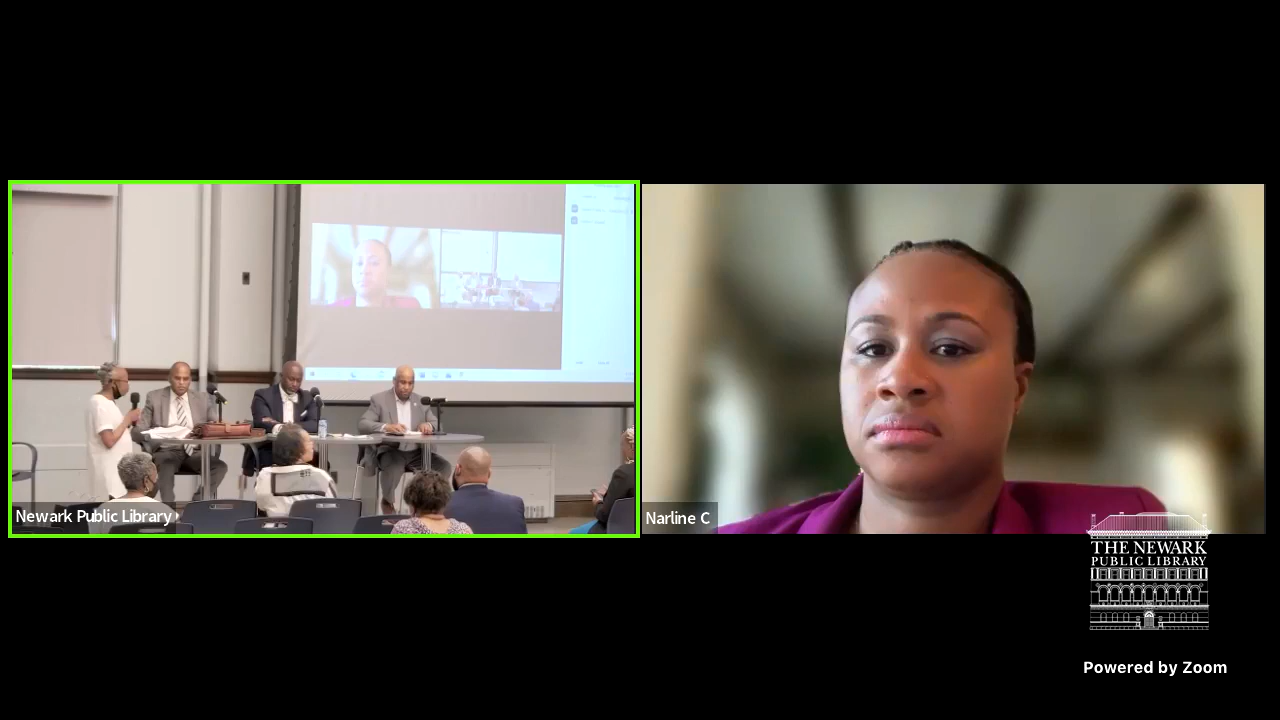 Newark Public Library
Narline C
THE NEWARK
PUBLIC LIBRARY
Powered by Zoom